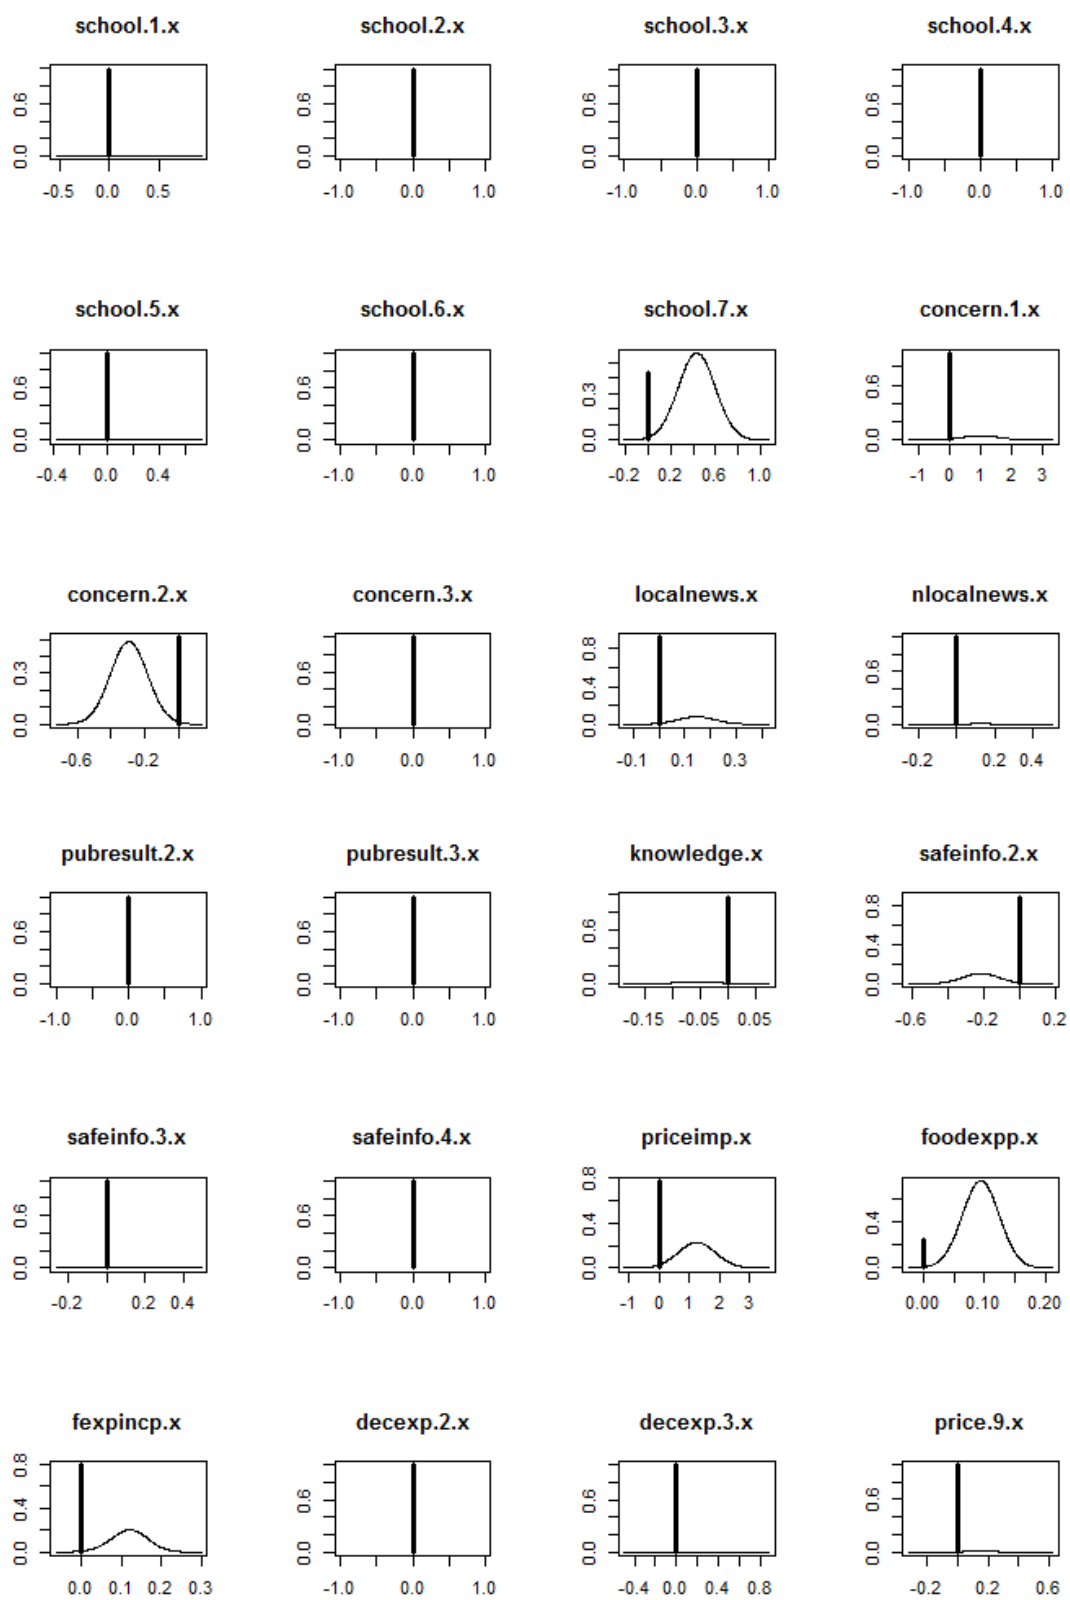 school.1.x school.2.x school.3.x school.4.x
0.0 0.6 0.0 0.6 0.0 0.6 0.0 0.6
-0.5 0.0 0.5 -1.0 0.0 1.0 -1.0 0.0 1.0 -1.0 0.0 1.0
school.5.x school.6.x school.7.x concern.1.x
0.0 0.6 0.0 0.6 0.0 0.3 0.0 0.6
-0.4 0.0 0.4 -1.0 0.0 1.0 -0.2 0.2 0.6 1.0 -1 0 1 2 3
concern.2.x concern.3.x localnews.x nlocalnews.x
0.0 0.3 0.0 0.6 0.0 0.4 0.8 0.0 0.6
-0.6 -0.2 -1.0 0.0 1.0 -0.1 0.1 0.3 -0.2 0.2 0.4
pubresult.2.x pubresult.3.x knowledge.x safeinfo.2.x
0.0 0.6 0.0 0.6 0.0 0.6 0.0 0.4 0.8
-1.0 0.0 1.0 -1.0 0.0 1.0 -0.15 -0.05 0.05 -0.6 -0.2 0.2
safeinfo.3.x safeinfo.4.x priceimp.x foodexpp.x
0.0 0.6 0.0 0.6 0.0 0.4 0.8 0.0 0.4
-0.2 0.2 0.4 -1.0 0.0 1.0 -1 0 1 2 3 0.00 0.10 0.20
fexpincp.x decexp.2.x decexp.3.x price.9.x
0.0 0.4 0.8 0.0 0.6 0.0 0.6 0.0 0.6
0.0 0.1 0.2 0.3 -1.0 0.0 1.0 -0.4 0.0 0.4 0.8 -0.2 0.2 0.6